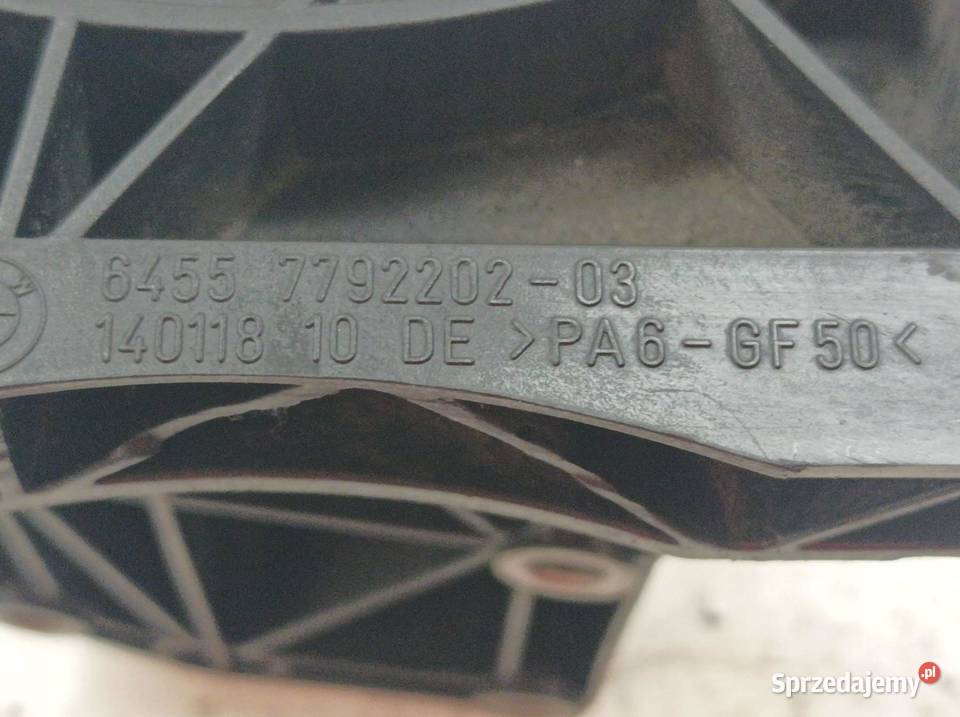 6455 7792202-03
140118 10 DE >PA6-GF50<
Sprzedajemy.pl